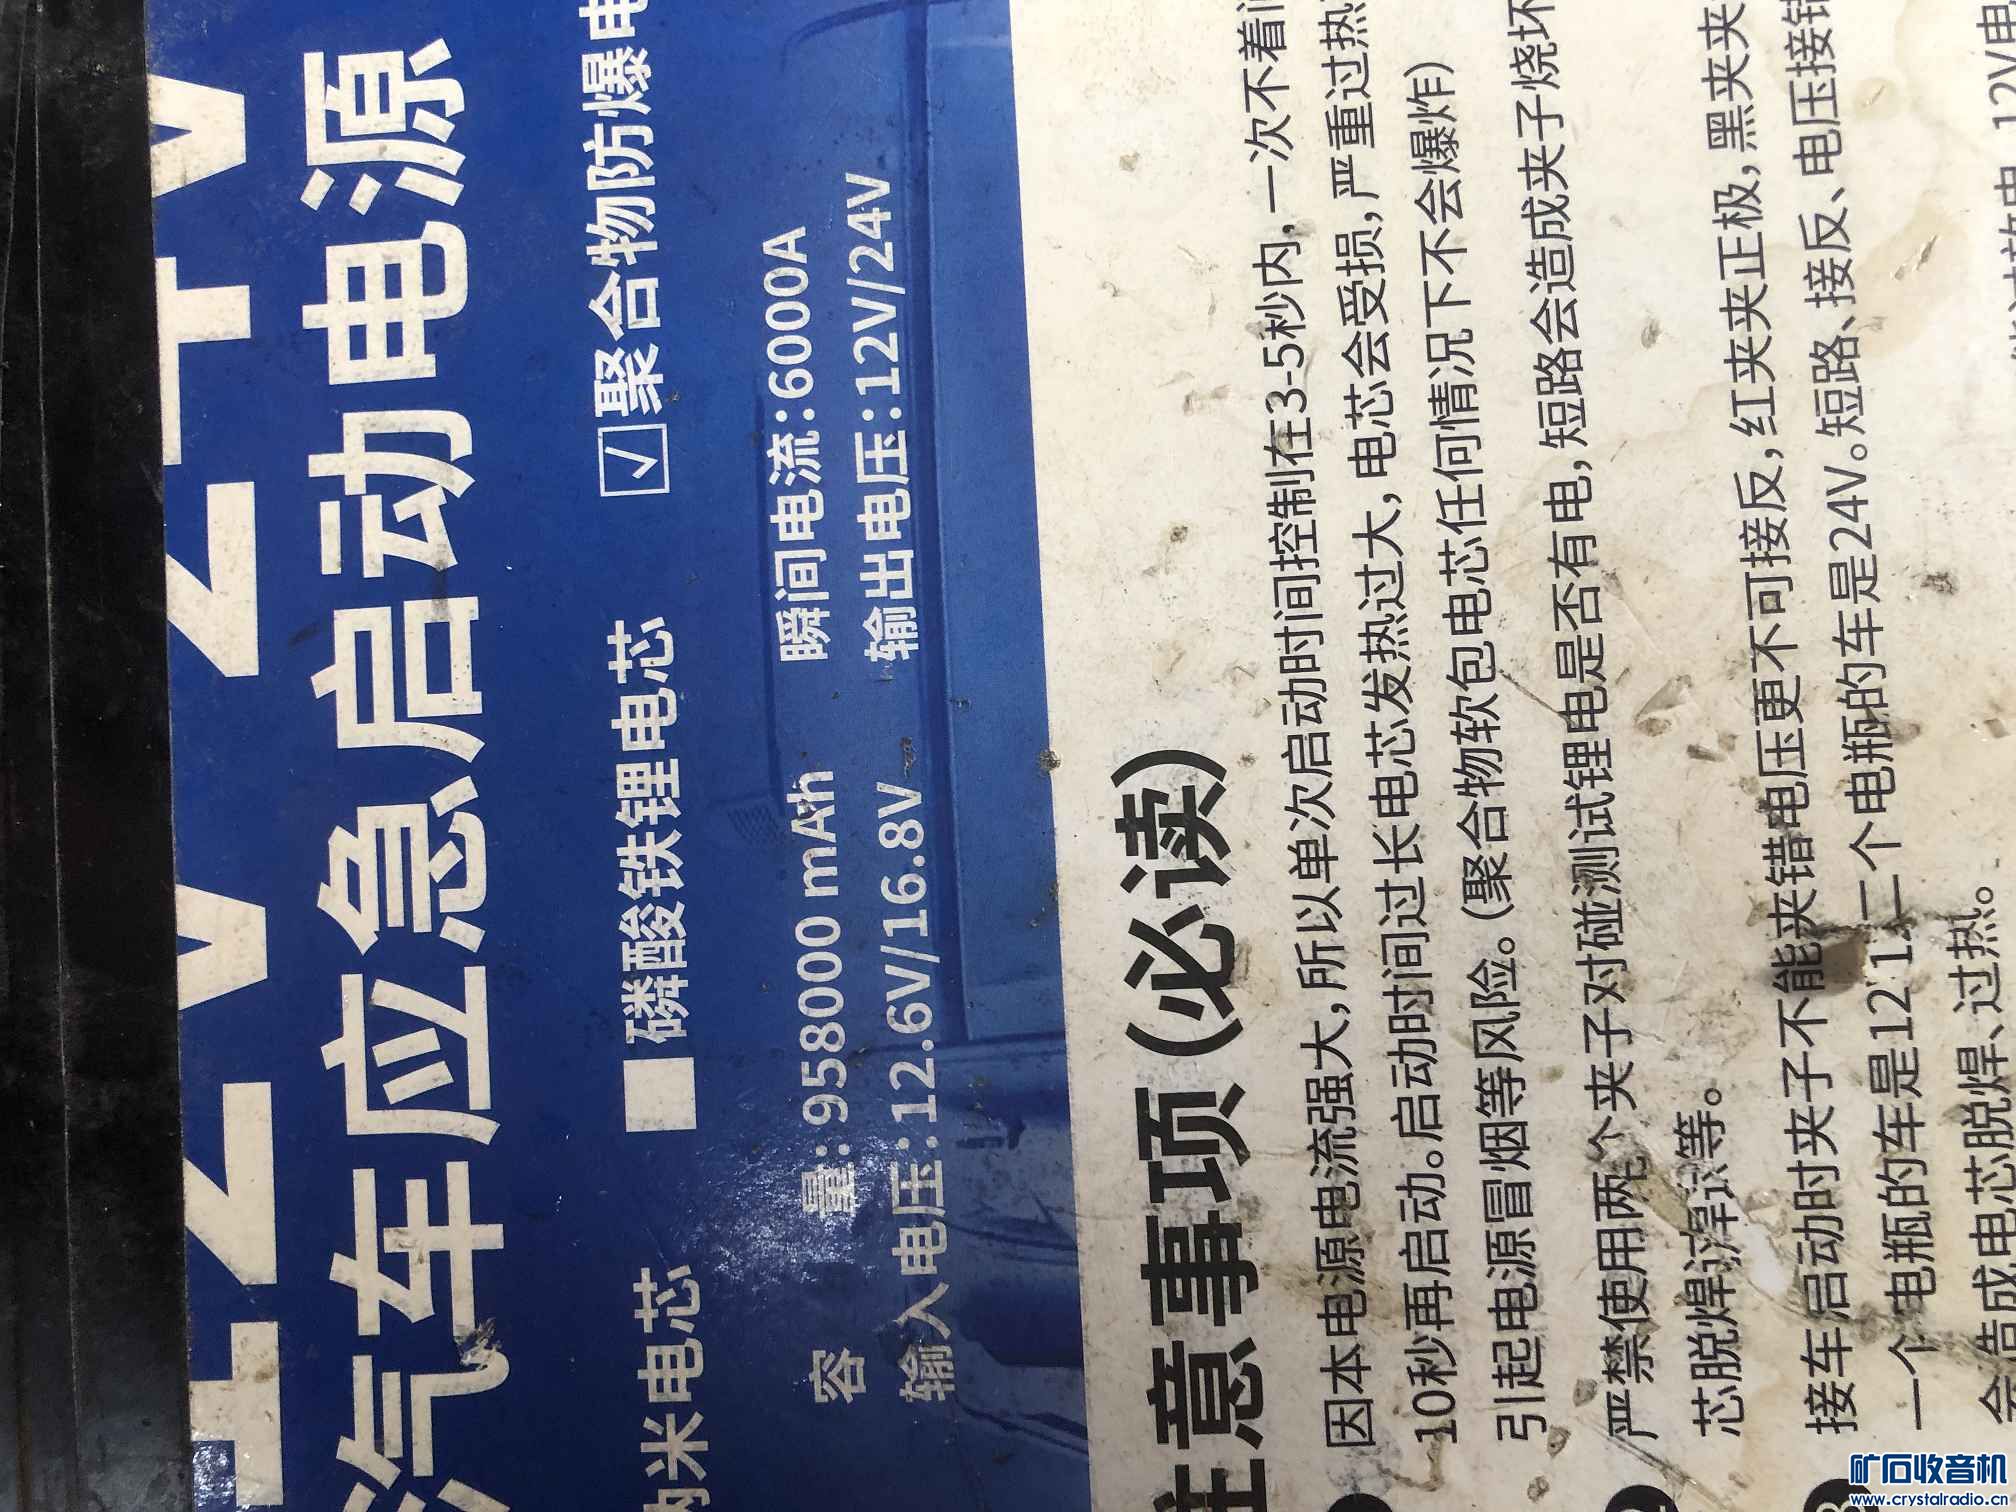 12V 24V
汽车应急启动电源
纳米电芯 磷酸铁锂电芯 聚合物防爆电
容 量:958000 mAh 瞬间电流:6000A
输入电压:12.6V/16.8V 输出电压:12V/24V
注意事项(必读)
因本电源电流强大,所以单次启动时间控制在3-5秒内,一次不着
10秒再启动。启动时间过长电芯发热过大,电芯会受损,严重过热
引起电源冒烟等风险。(聚合物软包电芯任何情况下不会爆炸)
严禁使用两个夹子对碰测试锂电是否有电,短路会造成夹子烧坏
芯脱焊过焊等。
接车启动时夹子不能夹错电压更不可接反,红夹夹正极,黑夹夹
一个电瓶的车是12 二个电瓶的车是24V。短路、接反、电压接错
会造成电芯脱焊、过热。
矿石收音机
www.crystalradio.cn